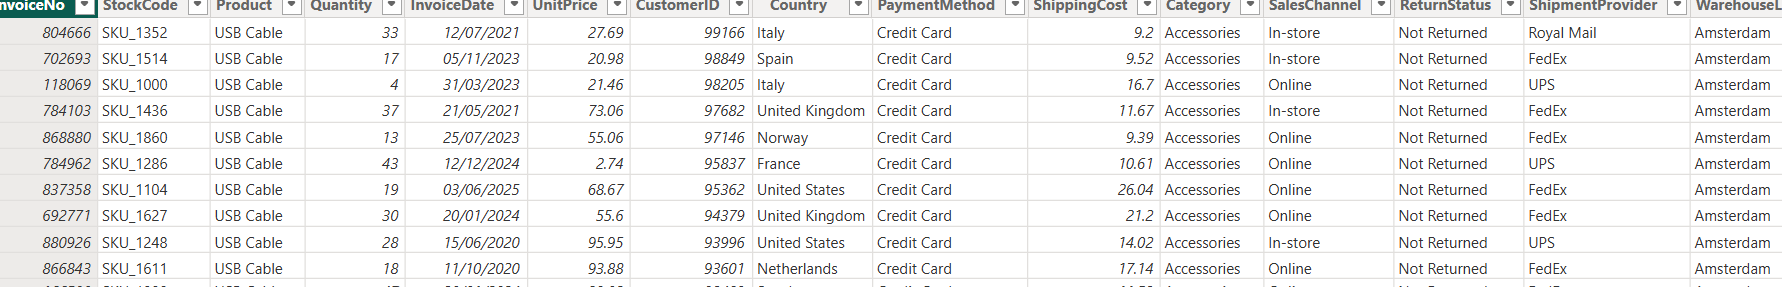 InvoiceNo StockCode Product Quantity InvoiceDate UnitPrice CustomerID Country PaymentMethod ShippingCost Category SalesChannel ReturnStatus ShipmentProvider WarehouseL
804666 SKU_1352 USB Cable 33 12/07/2021 27.69 99166 Italy Credit Card 9.2 Accessories In-store Not Returned Royal Mail Amsterdam
702693 SKU_1514 USB Cable 17 05/11/2023 20.98 98849 Spain Credit Card 9.52 Accessories In-store Not Returned FedEx Amsterdam
118069 SKU_1000 USB Cable 4 31/03/2023 21.46 98205 Italy Credit Card 16.7 Accessories Online Not Returned UPS Amsterdam
784103 SKU_1436 USB Cable 37 21/05/2021 73.06 97682 United Kingdom Credit Card 11.67 Accessories In-store Not Returned FedEx Amsterdam
868880 SKU_1860 USB Cable 13 25/07/2023 55.06 97146 Norway Credit Card 9.39 Accessories Online Not Returned FedEx Amsterdam
784962 SKU_1286 USB Cable 43 12/12/2024 2.74 95837 France Credit Card 10.61 Accessories Online Not Returned UPS Amsterdam
837358 SKU_1104 USB Cable 19 03/06/2025 68.67 95362 United States Credit Card 26.04 Accessories Online Not Returned FedEx Amsterdam
692771 SKU_1627 USB Cable 30 20/01/2024 55.6 94379 United Kingdom Credit Card 21.2 Accessories Online Not Returned FedEx Amsterdam
880926 SKU_1248 USB Cable 28 15/06/2020 95.95 93996 United States Credit Card 14.02 Accessories In-store Not Returned UPS Amsterdam
866843 SKU_1611 USB Cable 18 11/10/2020 93.88 93601 Netherlands Credit Card 17.14 Accessories Online Not Returned FedEx Amsterdam